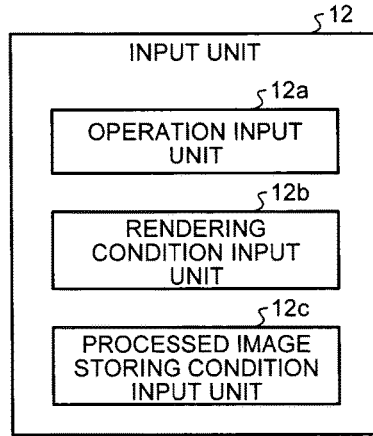 12
INPUT UNIT
12a
OPERATION INPUT
UNIT
12b
RENDERING
CONDITION INPUT
UNIT
12c
PROCESSED IMAGE
STORING CONDITION
INPUT UNIT